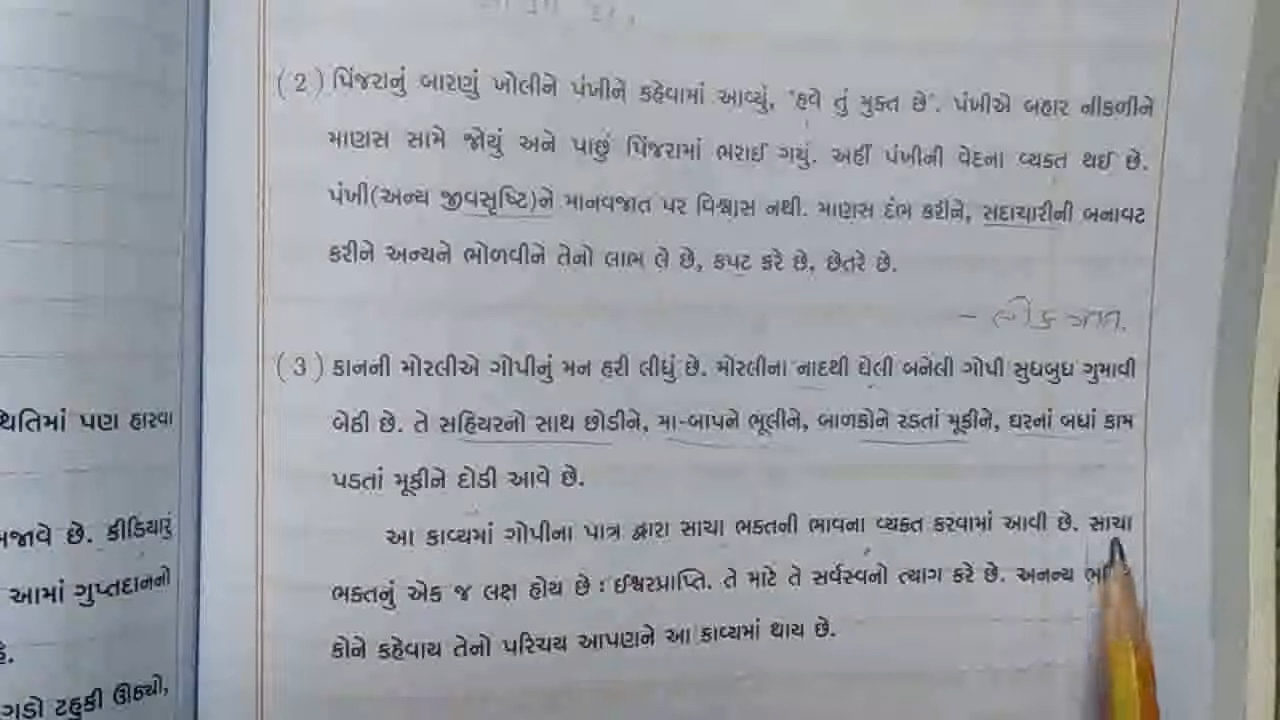 (2) પિંજરાનું બારણું ખોલીને પંખીને કહેવામાં આવ્યું, "હવે તું મુક્ત છે". પંખીએ બહાર નીકળીને
માણસ સામે જોયું અને પાછું પિંજરામાં ભરાઈ ગયું. અહીં પંખીની વેદના વ્યક્ત થઈ છે.
પંખી(અન્ય જીવસૃષ્ટિ)ને માનવજાત પર વિશ્વાસ નથી. માણસ દંભ કરીને, સદાચારીની બનાવટ
કરીને અન્યને ભોળવીને તેનો લાભ લે છે, કપટ કરે છે, છેતરે છે.
(3) કાનની મોરલીએ ગોપીનું મન હરી લીધું છે. મોરલીના નાદથી ઘેલી બનેલી ગોપી સુધબુધ ગુમાવી
બેઠી છે. તે સહિયરનો સાથ છોડીને, મા-બાપને ભૂલીને, બાળકોને રડતાં મૂકીને, ઘરનાં બધાં કામ
પડતાં મૂકીને દોડી આવે છે.
આ કાવ્યમાં ગોપીના પાત્ર દ્વારા સાચા ભક્તની ભાવના વ્યક્ત કરવામાં આવી છે. સાચા
ભક્તનું એક જ લક્ષ હોય છે : ઈશ્વરપ્રાપ્તિ. તે માટે તે સર્વસ્વનો ત્યાગ કરે છે. અનન્ય
કોને કહેવાય તેનો પરિચય આપણને આ કાવ્યમાં થાય છે.
થિતિમાં પણ હારવા
જાવે છે. કીડિયારું
આમાં ગુપ્તદાનનો
ગડો ટહુકી ઊઠ્યો,